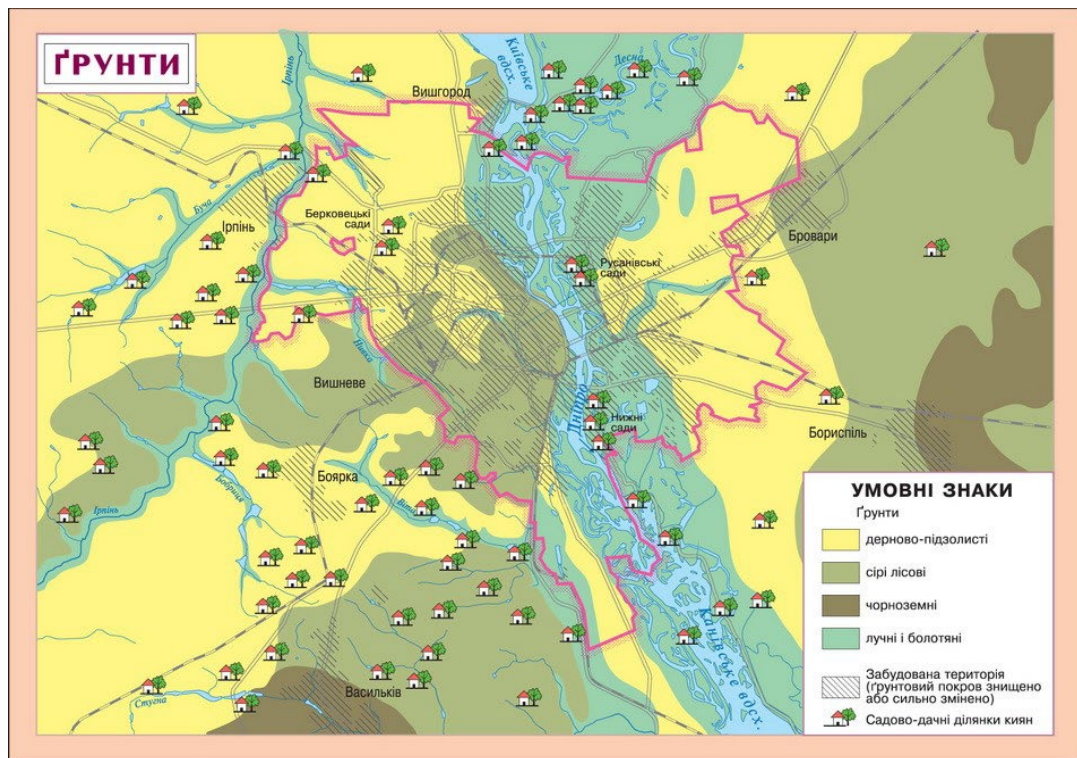 ҐРУНТИ
Київське
вдсх.
Десна
Ірпінь
Вишгород
Буча
Ірпінь
Берковецькі
сади
Бровари
Русанівські
сади
Нивка
Вишневе
Дніпро
Нижні
сади
Бориспіль
Бобриця
Боярка
Віта
Ірпінь
Канівське вдсх.
Васильків
Стугна
УМОВНІ ЗНАКИ
Ґрунти
дерново-підзолисті
сірі лісові
чорноземні
лучні і болотяні
Забудована територія
(ґрунтовий покров знищено
або сильно змінено)
Садово-дачні ділянки киян